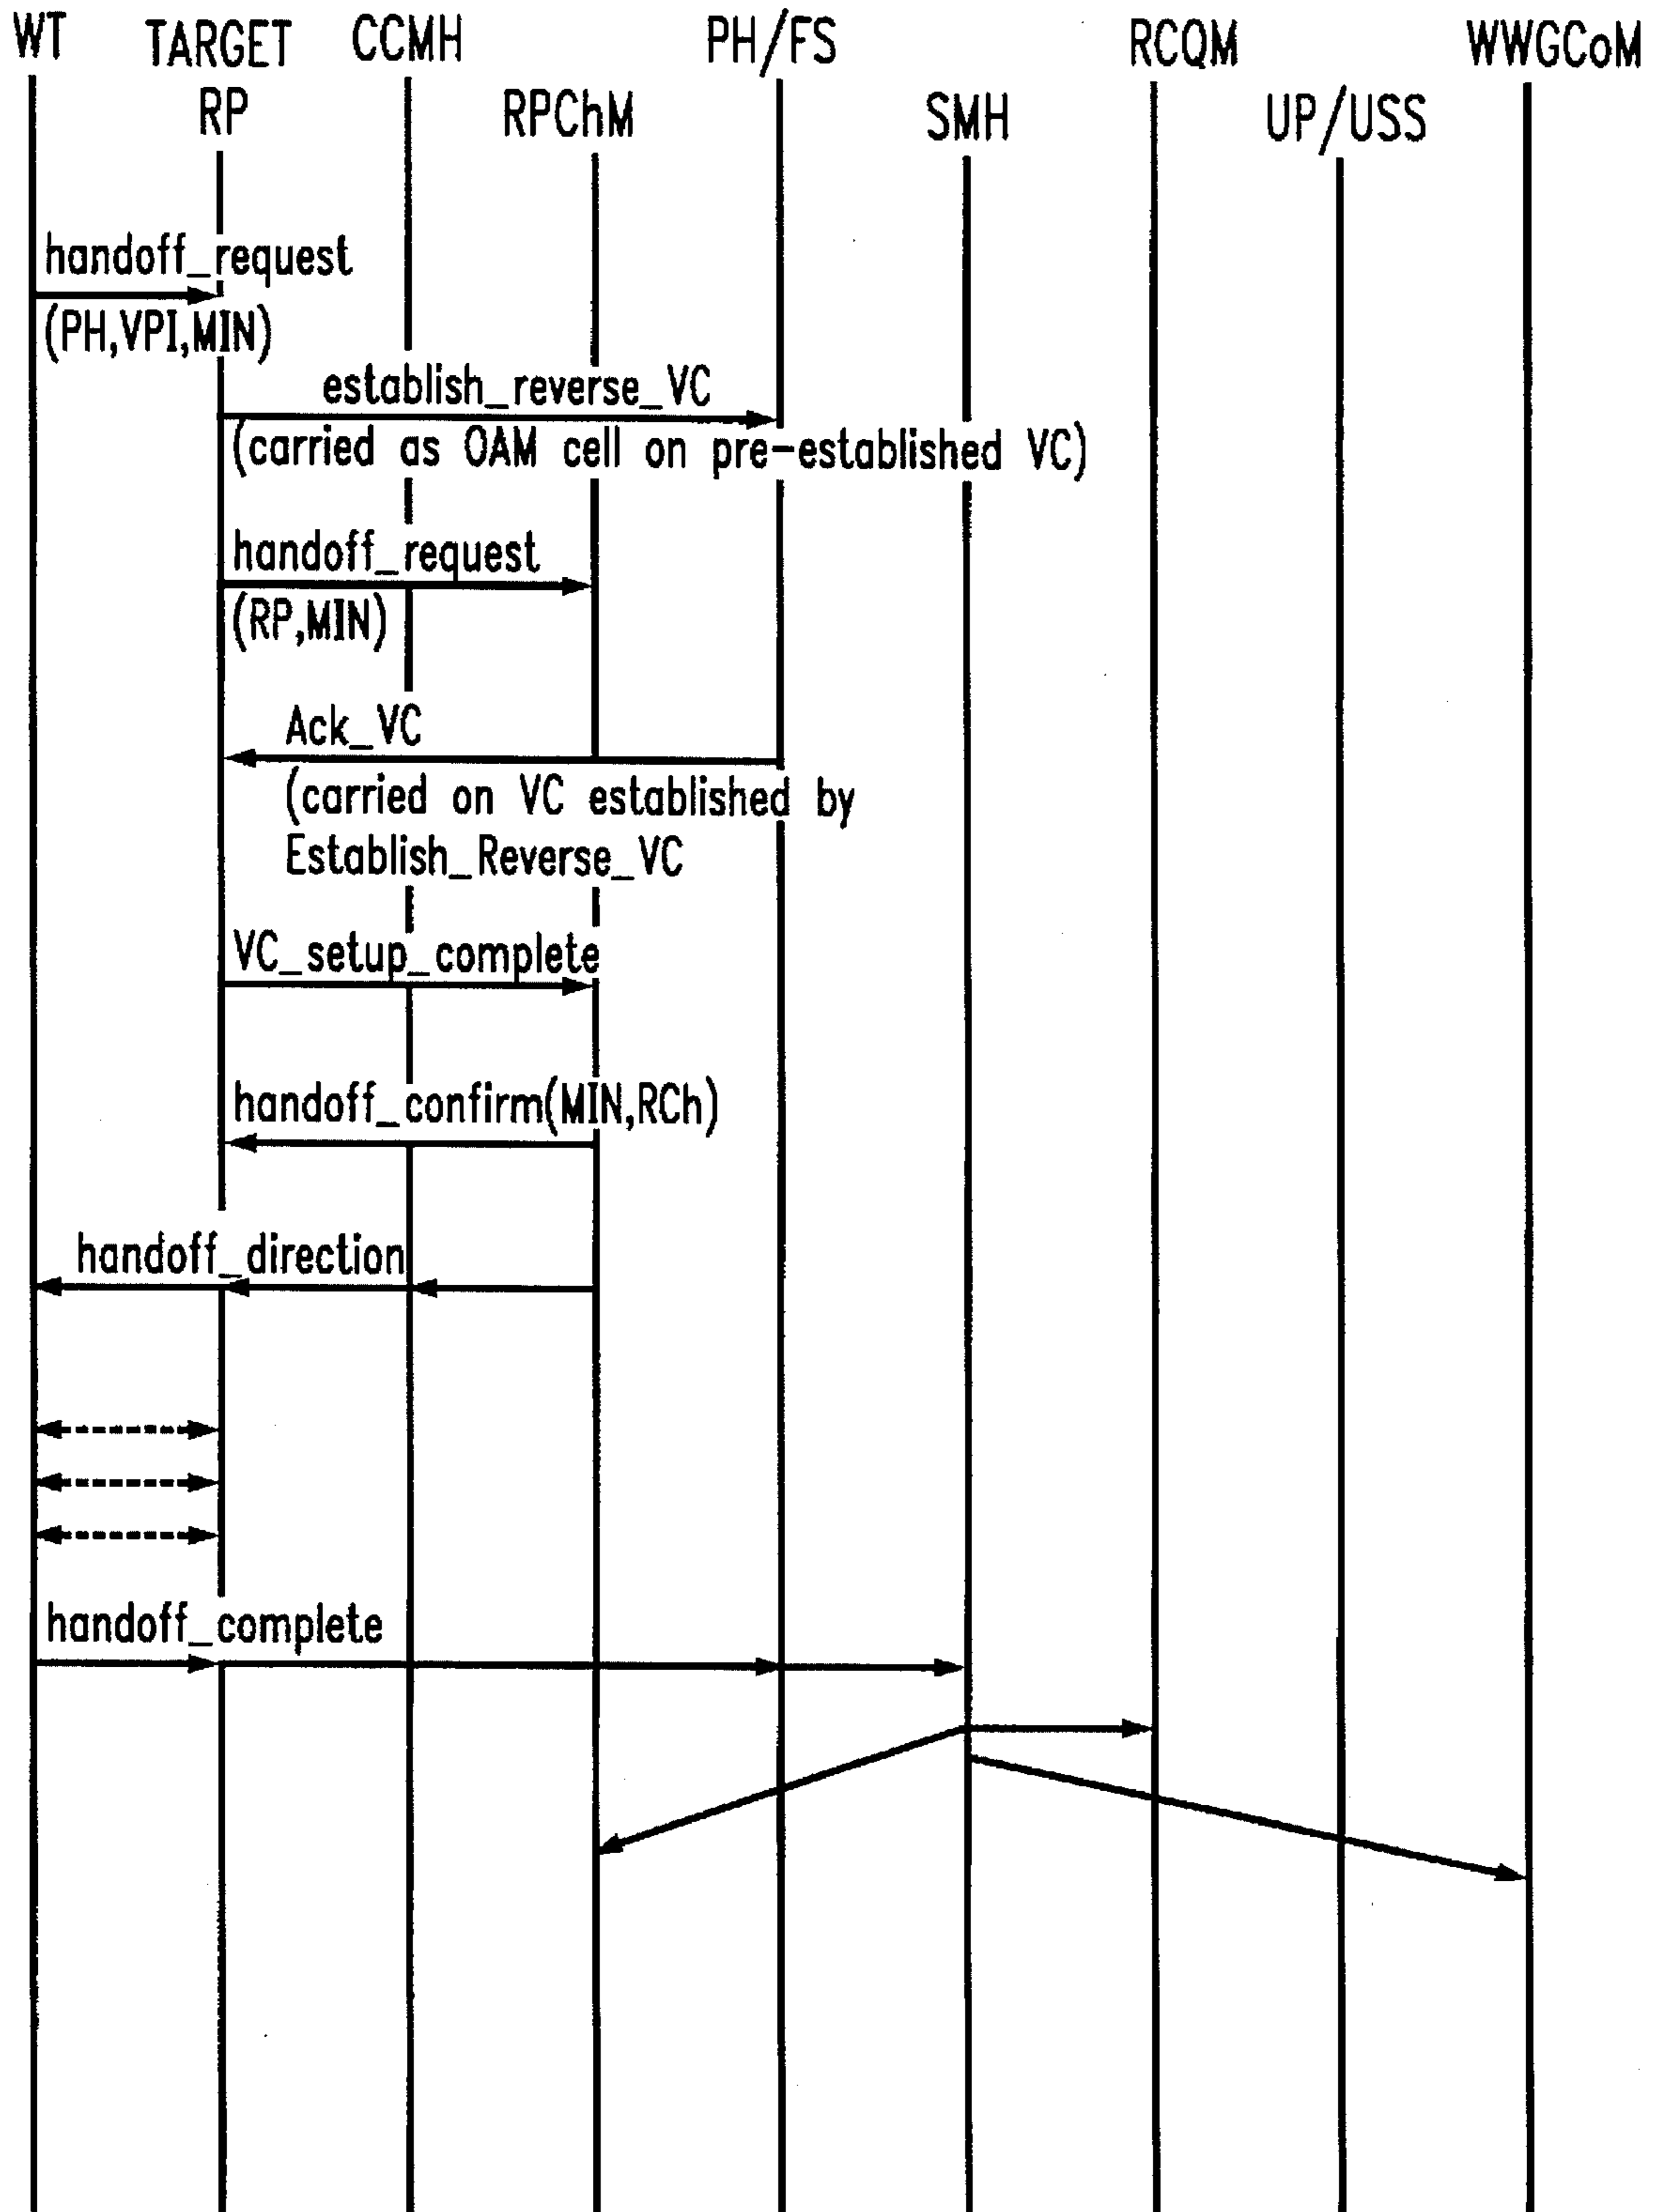 WT TARGET CCMH PH/FS RCQM WWGCoM
RP RPChM SMH UP/USS
handoff_request
(PH,VPI,MIN)
establish_reverse_VC
(carried as OAM cell on pre-established VC)
handoff_request
(RP,MIN)
Ack_VC
(carried on VC established by
Establish_Reverse_VC
VC_setup_complete
handoff_confirm(MIN,RCh)
handoff_direction
handoff_complete